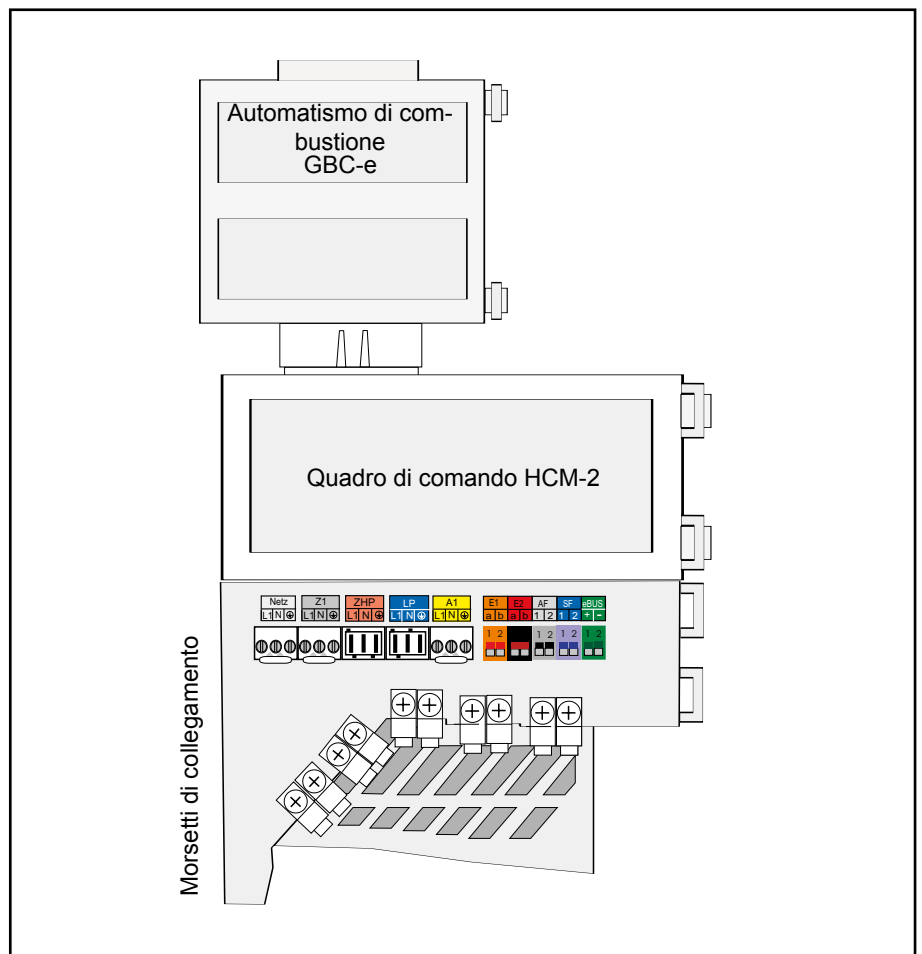 Automatismo di com-
bustione
GBC-e
Quadro di comando HCM-2
Netz Z1 ZHP LP A1 E1 E2 AF SF eBUS
L1 N ⏚ L1 N ⏚ L1 N ⏚ L1 N ⏚ L1 N ⏚ a b a b 1 2 1 2 + -
1 2 1 2 1 2 1 2
Morsetti di collegamento